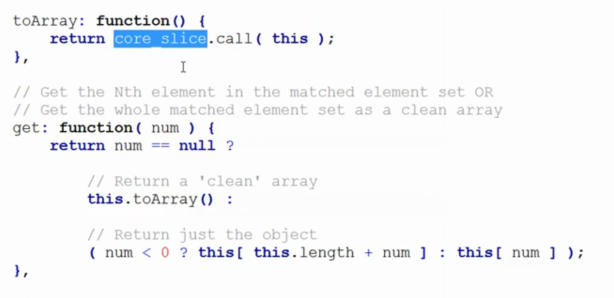 toArray: function() {
return core_slice.call( this );
},
// Get the Nth element in the matched element set OR
// Get the whole matched element set as a clean array
get: function( num ) {
return num == null ?
// Return a 'clean' array
this.toArray() :
// Return just the object
( num < 0 ? this[ this.length + num ] : this[ num ] );
},